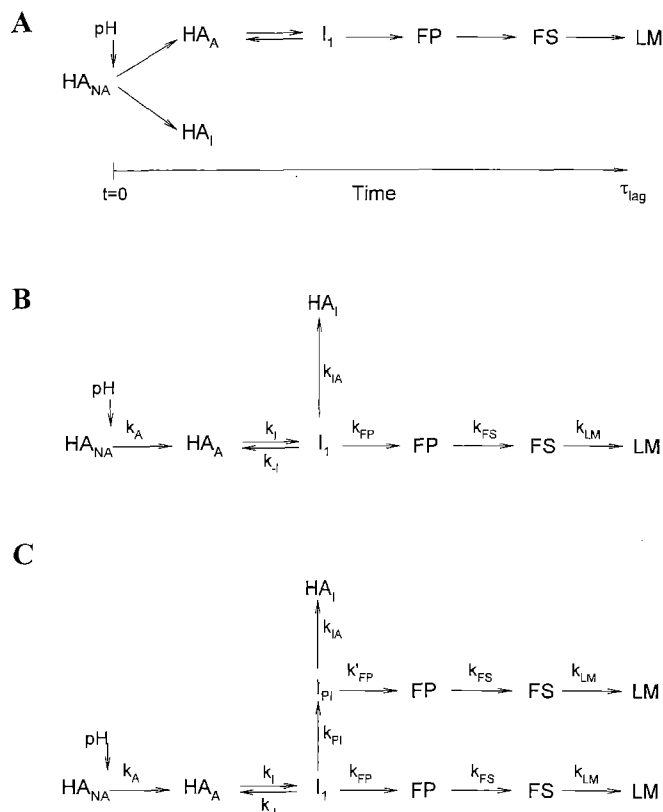 A
pH
HA_A I_1 FP FS LM
HA_NA
HA_I
t=0 Time τ_lag
B
HA_I
k_IA
pH
k_A k_I k_FP k_FS k_LM
HA_NA HA_A I_1 FP FS LM
k_-I
C
HA_I
k_IA
k'_FP k_FS k_LM
I_PI FP FS LM
k_PI
pH
k_A k_I k_FP k_FS k_LM
HA_NA HA_A I_1 FP FS LM